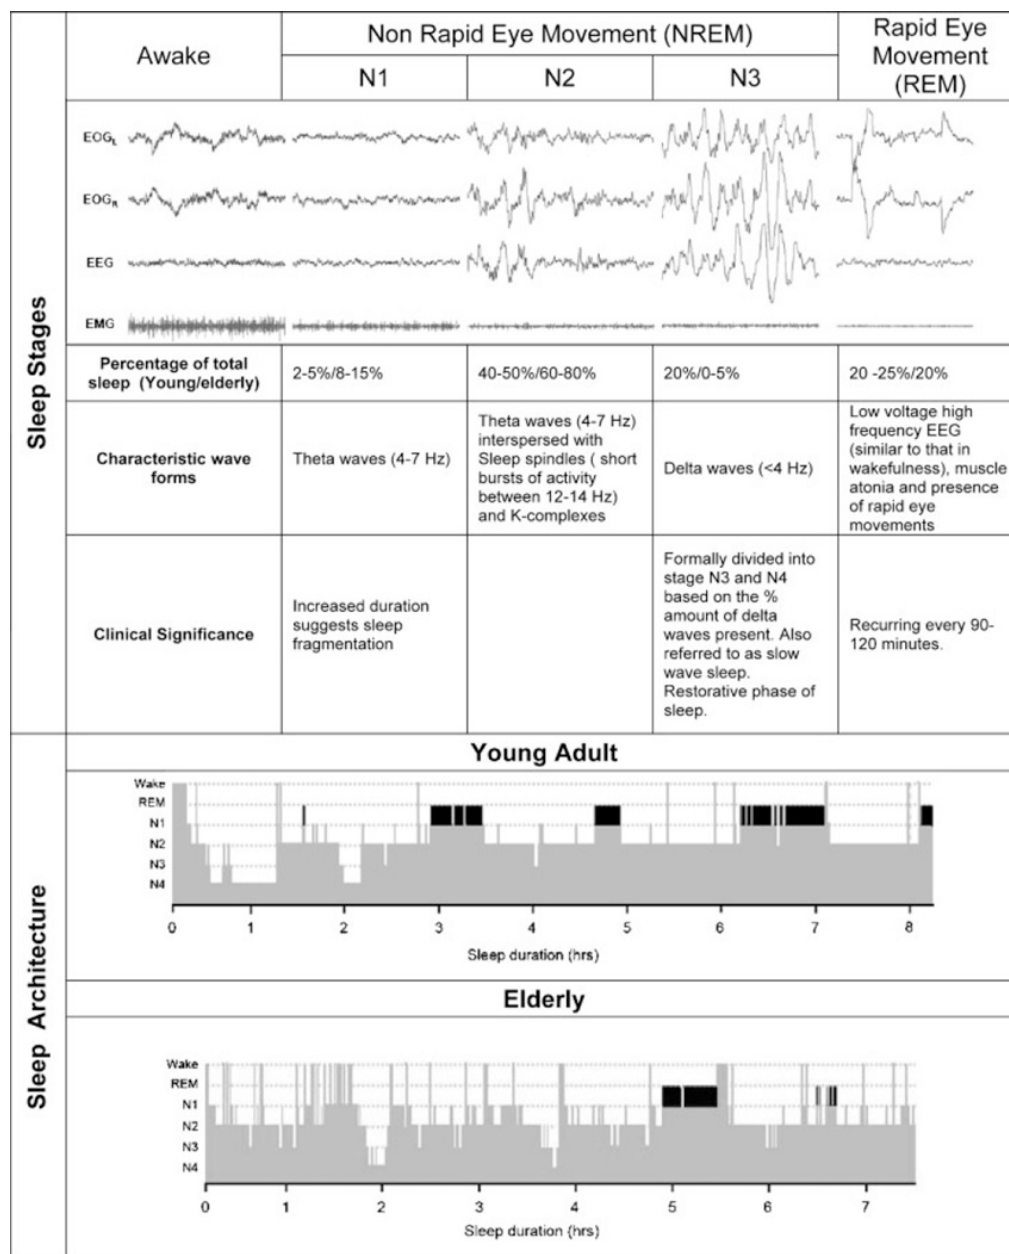 Sleep Stages
Awake
Non Rapid Eye Movement (NREM)
N1
N2
N3
Rapid Eye
Movement
(REM)
EOG_L
EOG_R
EEG
EMG
Percentage of total
sleep (Young/elderly)
2-5%/8-15%
40-50%/60-80%
20%/0-5%
20 -25%/20%
Characteristic wave
forms
Theta waves (4-7 Hz)
Theta waves (4-7 Hz)
interspersed with
Sleep spindles ( short
bursts of activity
between 12-14 Hz)
and K-complexes
Delta waves (<4 Hz)
Low voltage high
frequency EEG
(similar to that in
wakefulness), muscle
atonia and presence
of rapid eye
movements
Clinical Significance
Increased duration
suggests sleep
fragmentation
Formally divided into
stage N3 and N4
based on the %
amount of delta
waves present. Also
referred to as slow
wave sleep.
Restorative phase of
sleep.
Recurring every 90-
120 minutes.
Sleep Architecture
Young Adult
Wake
REM
N1
N2
N3
N4
0 1 2 3 4 5 6 7 8
Sleep duration (hrs)
Elderly
Wake
REM
N1
N2
N3
N4
0 1 2 3 4 5 6 7
Sleep duration (hrs)